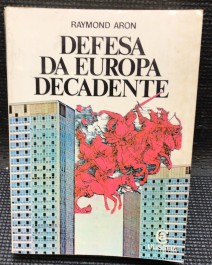 RAYMOND ARON
DEFESA
DA EUROPA
DECADENTE